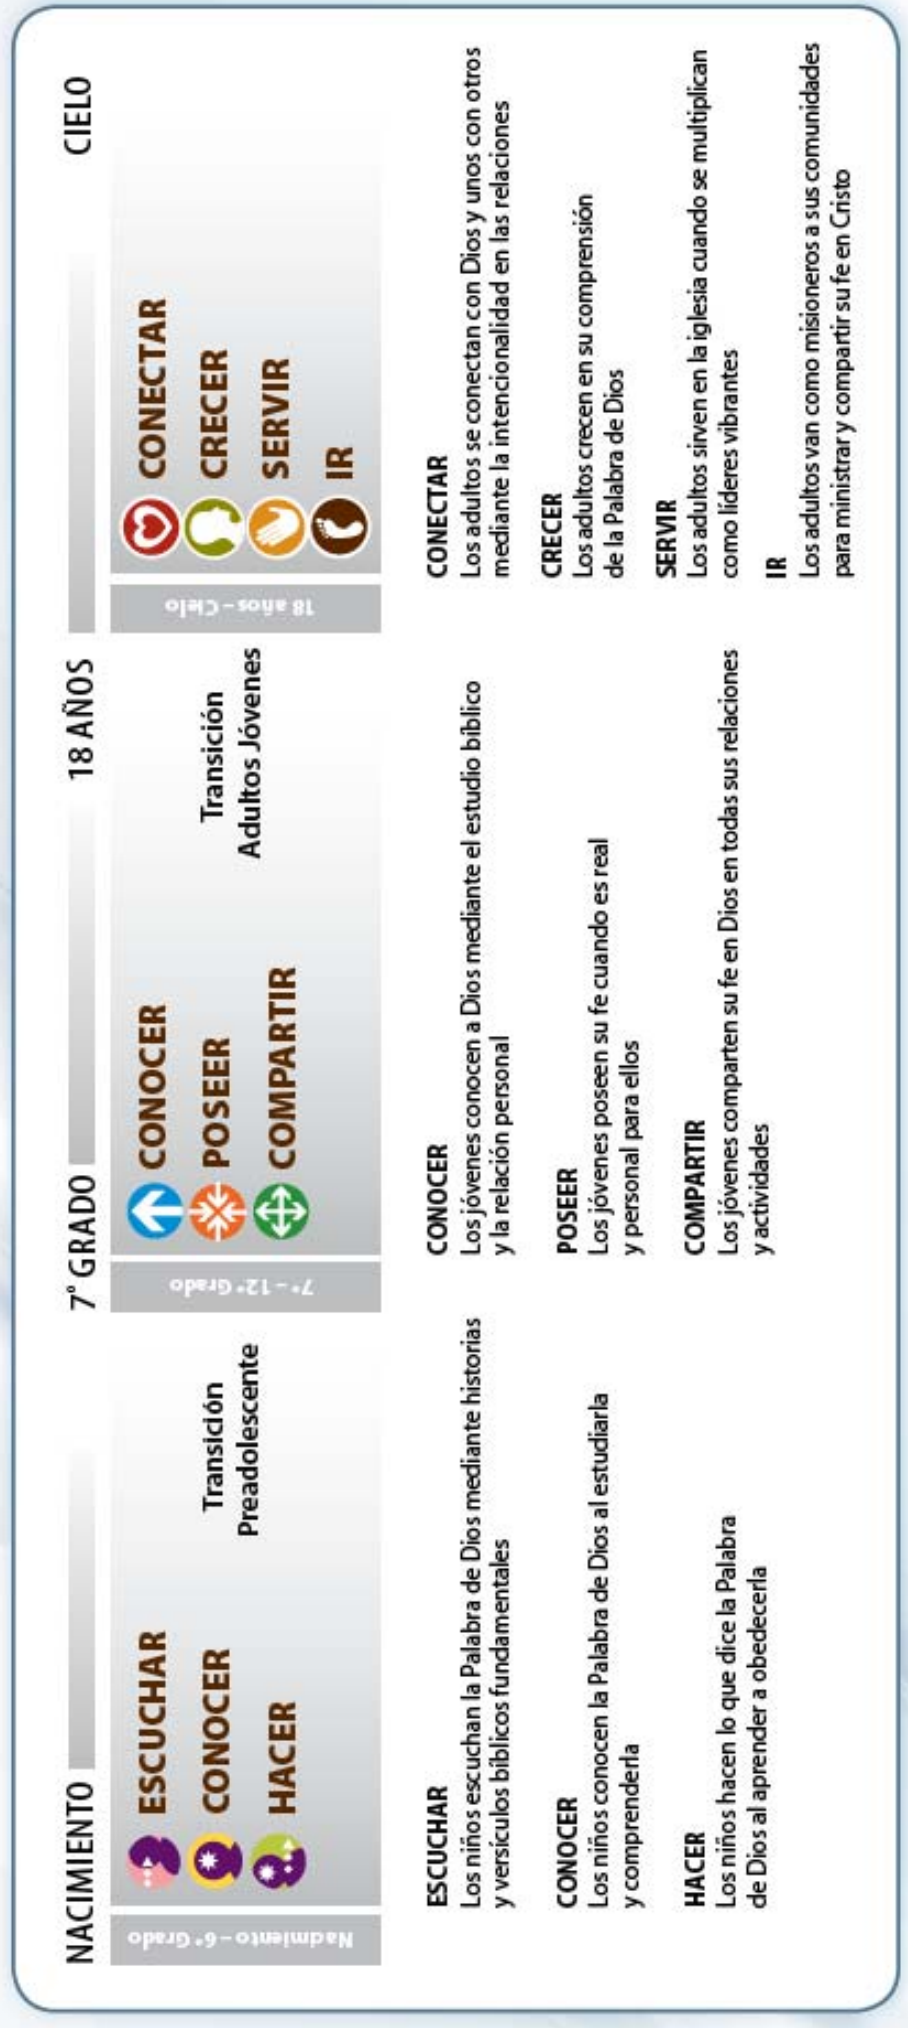 NACIMIENTO
7° GRADO
18 AÑOS
CIELO
Nacimiento – 6° Grado
ESCUCHAR
CONOCER
HACER
Transición
Preadolescente
7° – 12° Grado
CONOCER
POSEER
COMPARTIR
Transición
Adultos Jóvenes
18 años – Cielo
CONECTAR
CRECER
SERVIR
IR
ESCUCHAR
Los niños escuchan la Palabra de Dios mediante historias
y versículos bíblicos fundamentales
CONOCER
Los niños conocen la Palabra de Dios al estudiarla
y comprenderla
HACER
Los niños hacen lo que dice la Palabra
de Dios al aprender a obedecerla
CONOCER
Los jóvenes conocen a Dios mediante el estudio bíblico
y la relación personal
POSEER
Los jóvenes poseen su fe cuando es real
y personal para ellos
COMPARTIR
Los jóvenes comparten su fe en Dios en todas sus relaciones
y actividades
CONECTAR
Los adultos se conectan con Dios y unos con otros
mediante la intencionalidad en las relaciones
CRECER
Los adultos crecen en su comprensión
de la Palabra de Dios
SERVIR
Los adultos sirven en la iglesia cuando se multiplican
como líderes vibrantes
IR
Los adultos van como misioneros a sus comunidades
para ministrar y compartir su fe en Cristo